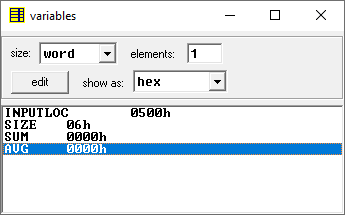 variables
size: word elements: 1
edit show as: hex
INPUTLOC 0500h
SIZE 06h
SUM 0000h
AVG 0000h